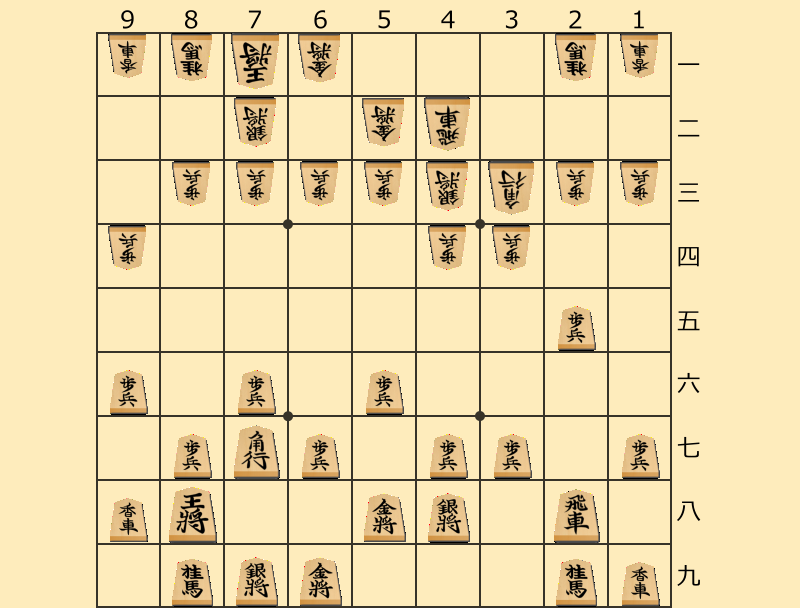 9 8 7 6 5 4 3 2 1
香車 桂馬 王将 金将 桂馬 香車 一
銀将 金将 飛車 二
歩兵 歩兵 歩兵 歩兵 銀将 角行 歩兵 歩兵 三
歩兵 歩兵 歩兵 四
歩兵 五
歩兵 歩兵 歩兵 六
歩兵 角行 歩兵 歩兵 歩兵 歩兵 七
香車 王将 金将 銀将 飛車 八
桂馬 銀将 金将 桂馬 香車 九